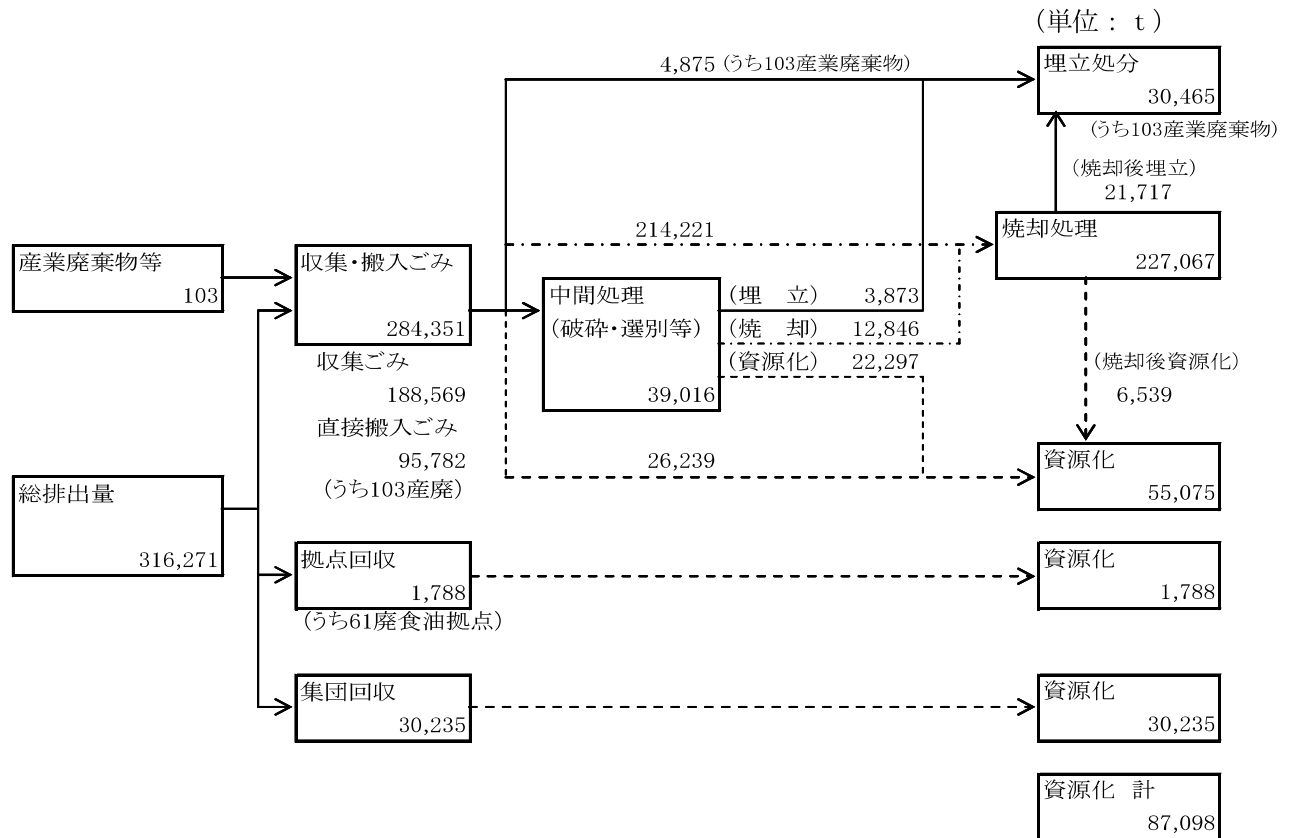 (単位： t )
4,875 (うち103産業廃棄物)
埋立処分
30,465
(うち103産業廃棄物)
(焼却後埋立)
21,717
214,221
焼却処理
227,067
産業廃棄物等
103
収集・搬入ごみ
284,351
中間処理
(破砕・選別等)
39,016
(埋　立)　3,873
(焼　却)　12,846
(資源化)　22,297
収集ごみ
188,569
直接搬入ごみ
95,782
(うち103産廃)
(焼却後資源化)
6,539
26,239
資源化
55,075
総排出量
316,271
拠点回収
1,788
(うち61廃食油拠点)
資源化
1,788
集団回収
30,235
資源化
30,235
資源化　計
87,098